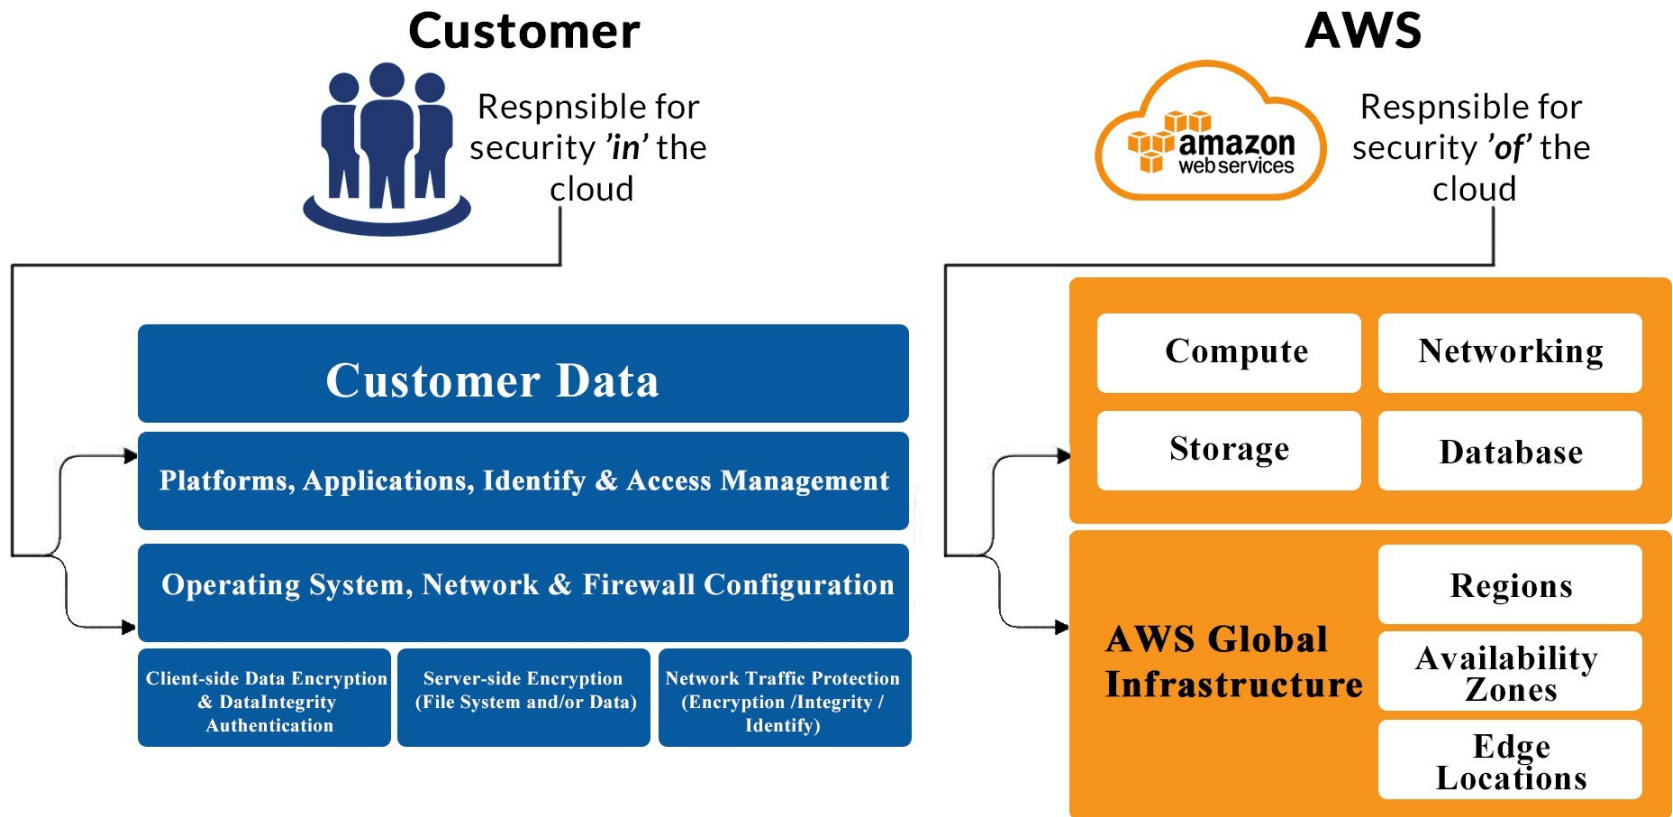 Customer
Respnsible for
security 'in' the
cloud
Customer Data
Platforms, Applications, Identify & Access Management
Operating System, Network & Firewall Configuration
Client-side Data Encryption
& DataIntegrity
Authentication
Server-side Encryption
(File System and/or Data)
Network Traffic Protection
(Encryption /Integrity /
Identify)
AWS
amazon
webservices
Respnsible for
security 'of' the
cloud
Compute
Networking
Storage
Database
AWS Global
Infrastructure
Regions
Availability
Zones
Edge
Locations